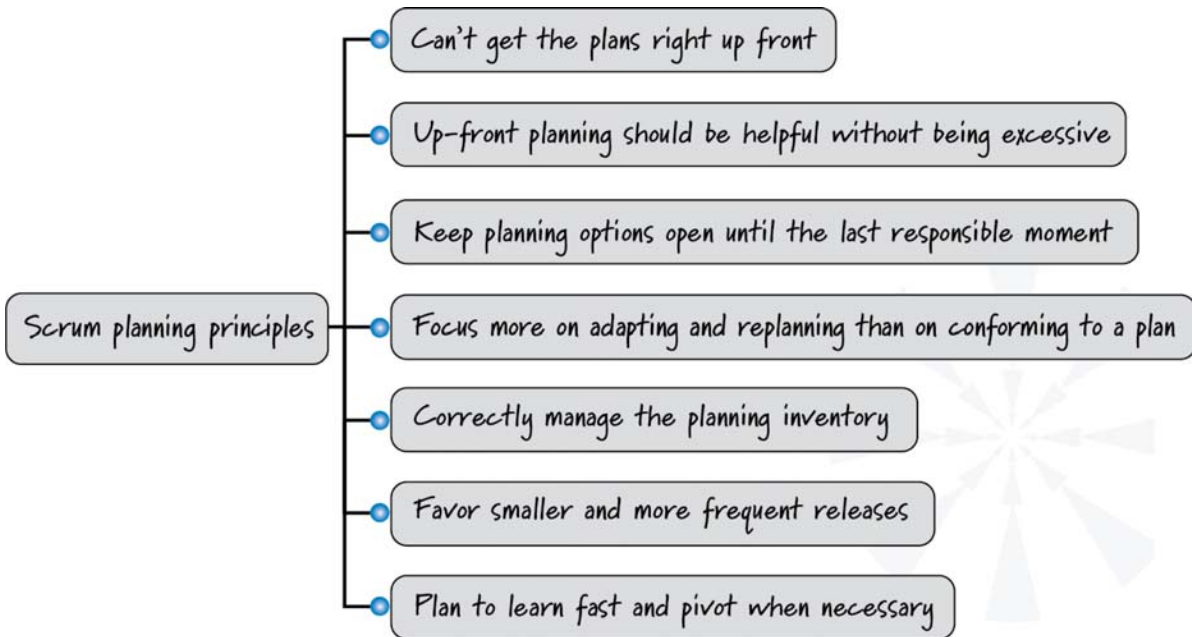 Can't get the plans right up front
Up-front planning should be helpful without being excessive
Keep planning options open until the last responsible moment
Scrum planning principles
Focus more on adapting and replanning than on conforming to a plan
Correctly manage the planning inventory
Favor smaller and more frequent releases
Plan to learn fast and pivot when necessary